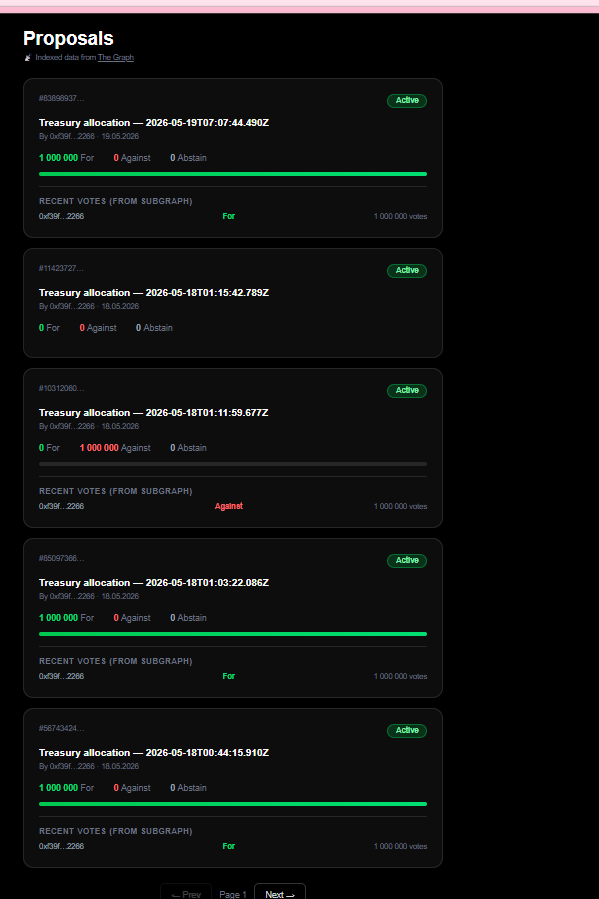 Proposals
Indexed data from The Graph
#83898937...
Active
Treasury allocation — 2026-05-19T07:07:44.490Z
By 0xf39f...2266 · 19.05.2026
1 000 000 For 0 Against 0 Abstain
RECENT VOTES (FROM SUBGRAPH)
0xf39f...2266 For 1 000 000 votes
#11423727...
Active
Treasury allocation — 2026-05-18T01:15:42.789Z
By 0xf39f...2266 · 18.05.2026
0 For 0 Against 0 Abstain
#10312060...
Active
Treasury allocation — 2026-05-18T01:11:59.677Z
By 0xf39f...2266 · 18.05.2026
0 For 1 000 000 Against 0 Abstain
RECENT VOTES (FROM SUBGRAPH)
0xf39f...2266 Against 1 000 000 votes
#65097366...
Active
Treasury allocation — 2026-05-18T01:03:22.086Z
By 0xf39f...2266 · 18.05.2026
1 000 000 For 0 Against 0 Abstain
RECENT VOTES (FROM SUBGRAPH)
0xf39f...2266 For 1 000 000 votes
#56743424...
Active
Treasury allocation — 2026-05-18T00:44:15.910Z
By 0xf39f...2266 · 18.05.2026
1 000 000 For 0 Against 0 Abstain
RECENT VOTES (FROM SUBGRAPH)
0xf39f...2266 For 1 000 000 votes
← Prev Page 1 Next →